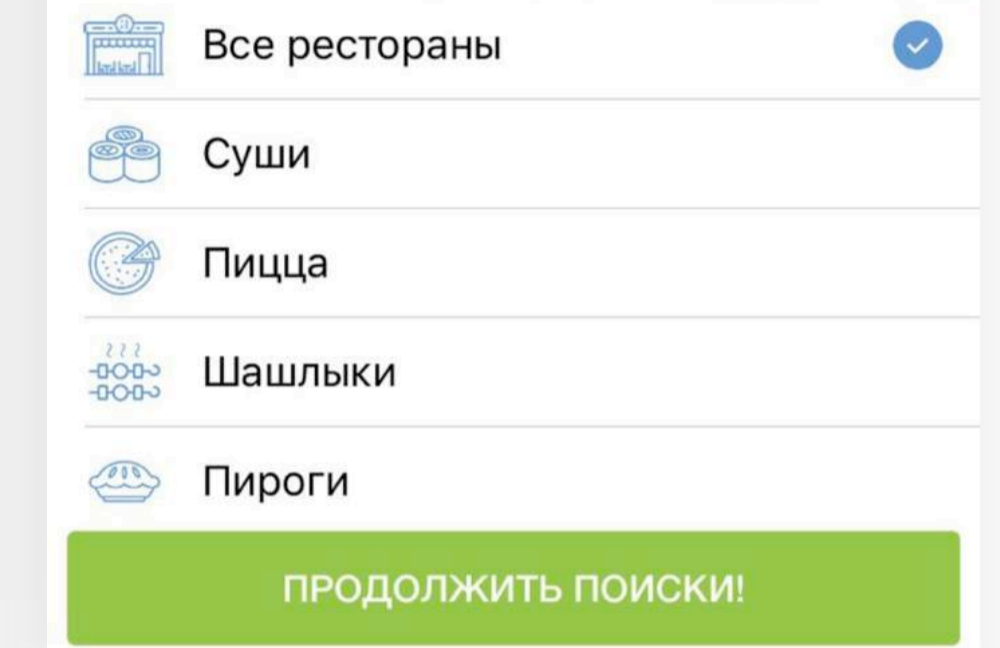 Все рестораны
Суши
Пицца
Шашлыки
Пироги
ПРОДОЛЖИТЬ ПОИСКИ!